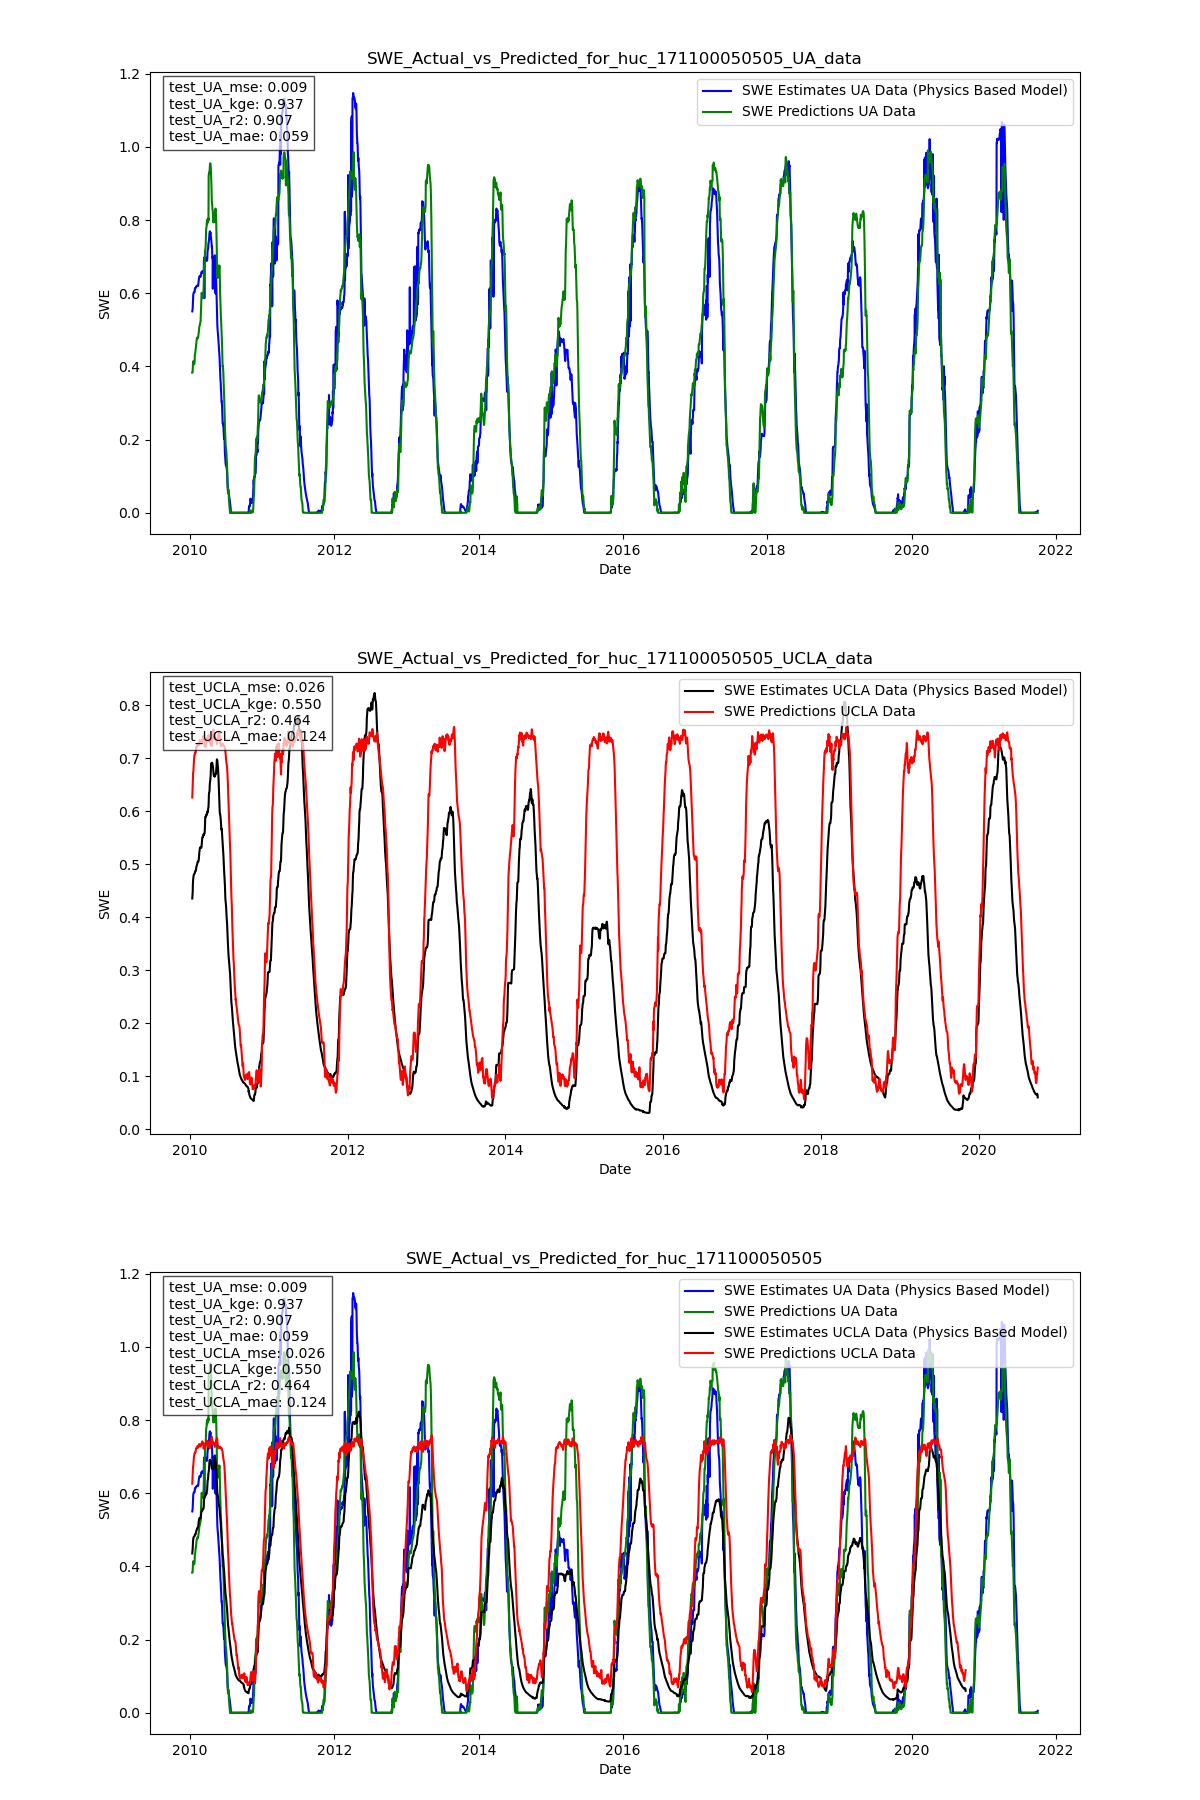 SWE_Actual_vs_Predicted_for_huc_171100050505_UA_data
test_UA_mse: 0.009
test_UA_kge: 0.937
test_UA_r2: 0.907
test_UA_mae: 0.059
SWE Estimates UA Data (Physics Based Model)
SWE Predictions UA Data
1.2
1.0
0.8
0.6
0.4
0.2
0.0
SWE
2010 2012 2014 2016 2018 2020 2022
Date
SWE_Actual_vs_Predicted_for_huc_171100050505_UCLA_data
test_UCLA_mse: 0.026
test_UCLA_kge: 0.550
test_UCLA_r2: 0.464
test_UCLA_mae: 0.124
SWE Estimates UCLA Data (Physics Based Model)
SWE Predictions UCLA Data
0.8
0.7
0.6
0.5
0.4
0.3
0.2
0.1
0.0
SWE
2010 2012 2014 2016 2018 2020
Date
SWE_Actual_vs_Predicted_for_huc_171100050505
test_UA_mse: 0.009
test_UA_kge: 0.937
test_UA_r2: 0.907
test_UA_mae: 0.059
test_UCLA_mse: 0.026
test_UCLA_kge: 0.550
test_UCLA_r2: 0.464
test_UCLA_mae: 0.124
SWE Estimates UA Data (Physics Based Model)
SWE Predictions UA Data
SWE Estimates UCLA Data (Physics Based Model)
SWE Predictions UCLA Data
1.2
1.0
0.8
0.6
0.4
0.2
0.0
SWE
2010 2012 2014 2016 2018 2020 2022
Date